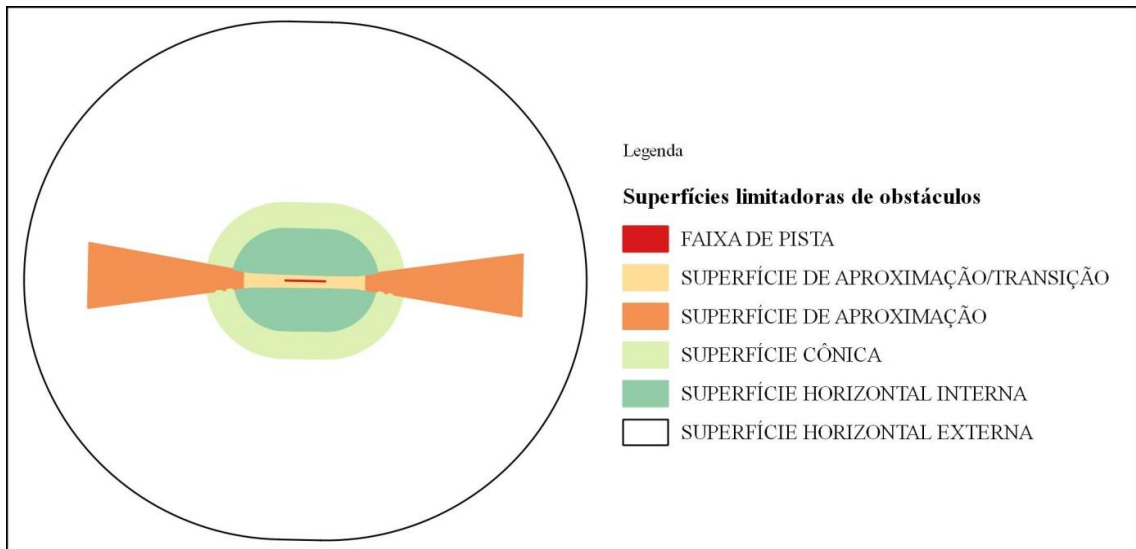 Legenda
Superfícies limitadoras de obstáculos
FAIXA DE PISTA
SUPERFÍCIE DE APROXIMAÇÃO/TRANSIÇÃO
SUPERFÍCIE DE APROXIMAÇÃO
SUPERFÍCIE CÔNICA
SUPERFÍCIE HORIZONTAL INTERNA
SUPERFÍCIE HORIZONTAL EXTERNA